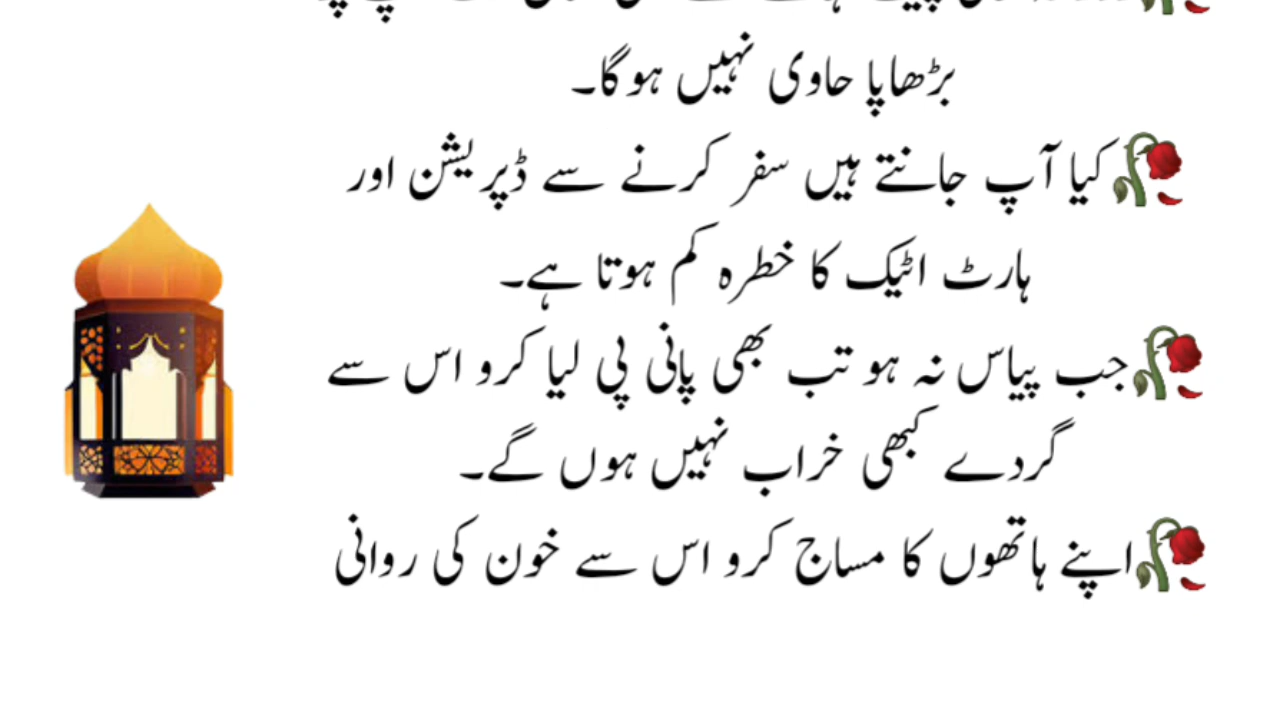 بڑھاپا حاوی نہیں ہوگا۔
🥀کیا آپ جانتے ہیں سفر کرنے سے ڈپریشن اور
ہارٹ اٹیک کا خطرہ کم ہوتا ہے۔
🥀جب پیاس نہ ہو تب بھی پانی پی لیا کرو اس سے
گردے کبھی خراب نہیں ہوں گے۔
🥀اپنے ہاتھوں کا مساج کرو اس سے خون کی روانی